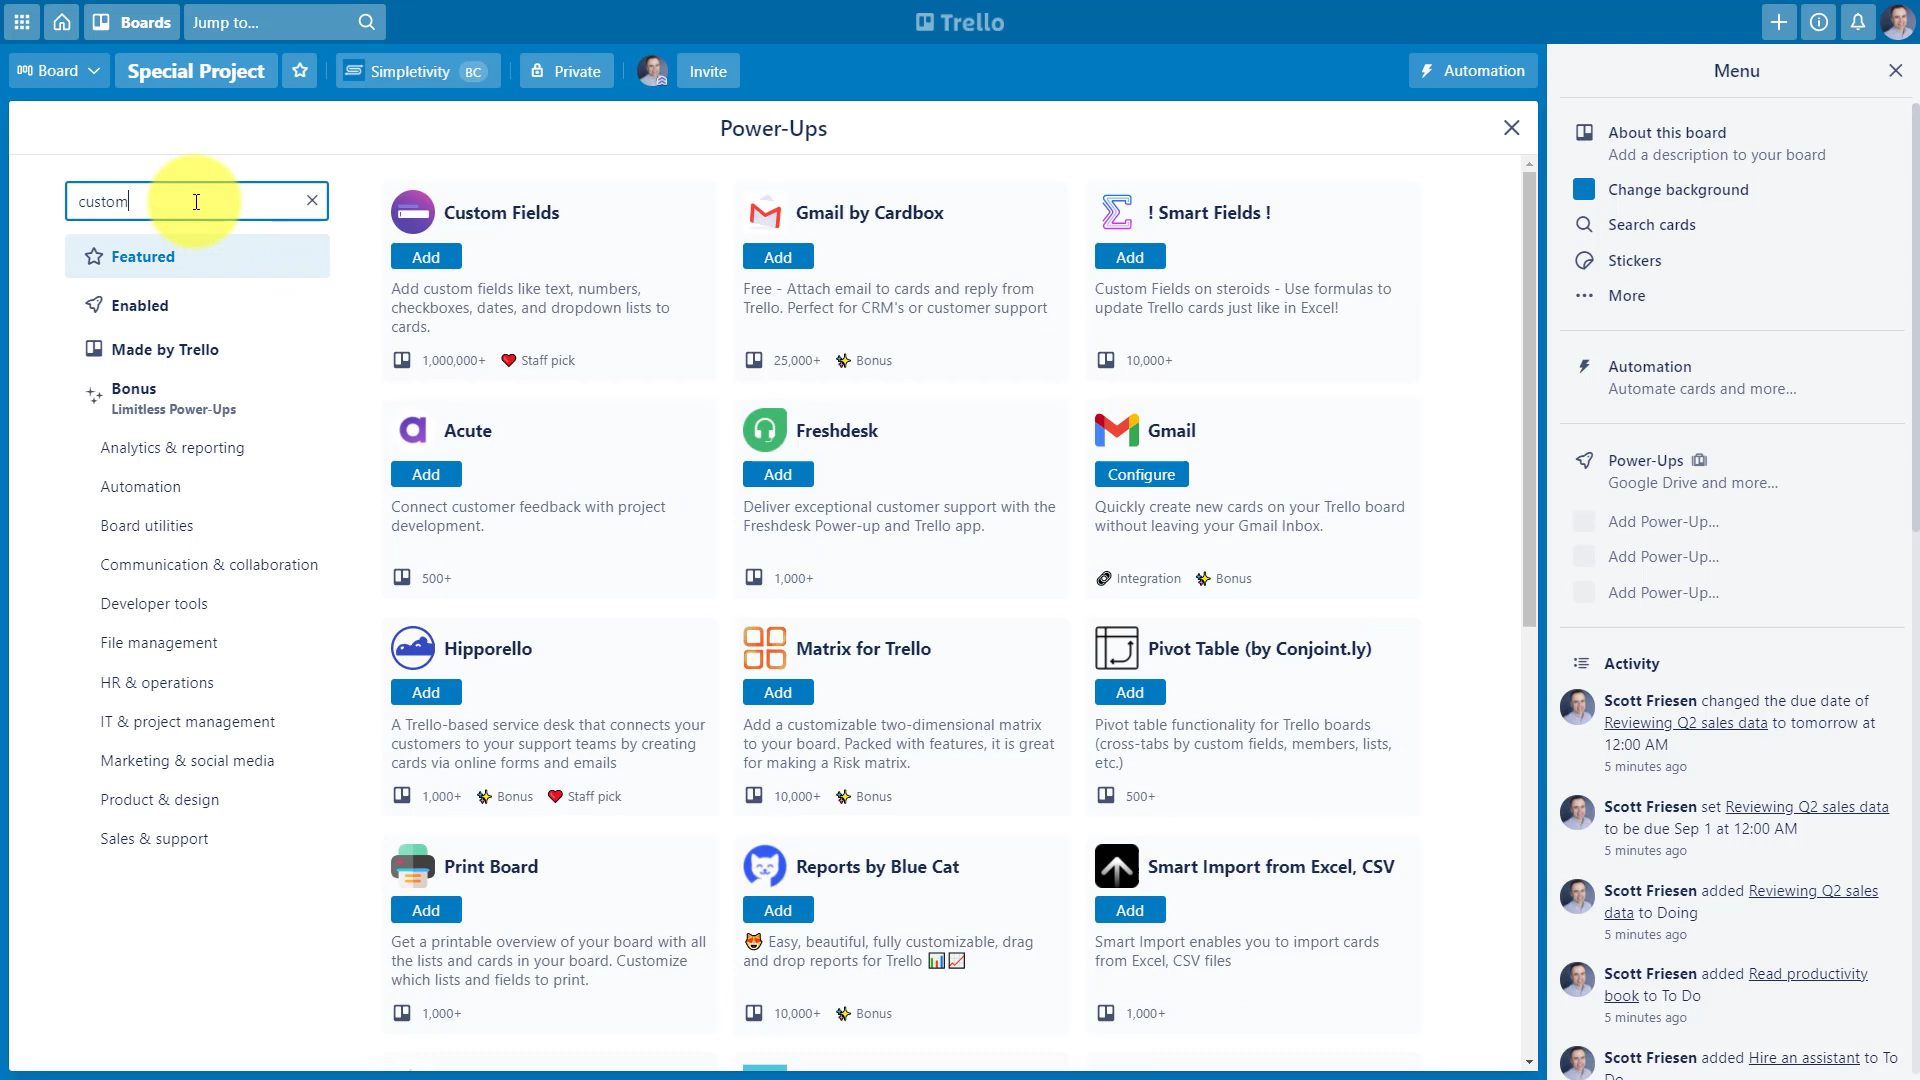 Boards
Jump to...
Trello
Board
Special Project
Simpletivity BC
Private
Invite
Automation
Power-Ups
custom
Featured
Enabled
Made by Trello
Bonus
Limitless Power-Ups
Analytics & reporting
Automation
Board utilities
Communication & collaboration
Developer tools
File management
HR & operations
IT & project management
Marketing & social media
Product & design
Sales & support
Custom Fields
Add
Add custom fields like text, numbers,
checkboxes, dates, and dropdown lists to
cards.
1,000,000+ Staff pick
Gmail by Cardbox
Add
Free - Attach email to cards and reply from
Trello. Perfect for CRM's or customer support
25,000+ Bonus
! Smart Fields !
Add
Custom Fields on steroids - Use formulas to
update Trello cards just like in Excel!
10,000+
Acute
Add
Connect customer feedback with project
development.
500+
Freshdesk
Add
Deliver exceptional customer support with the
Freshdesk Power-up and Trello app.
1,000+
Gmail
Configure
Quickly create new cards on your Trello board
without leaving your Gmail Inbox.
Integration Bonus
Hipporello
Add
A Trello-based service desk that connects your
customers to your support teams by creating
cards via online forms and emails
1,000+ Bonus Staff pick
Matrix for Trello
Add
Add a customizable two-dimensional matrix
to your board. Packed with features, it is great
for making a Risk matrix.
10,000+ Bonus
Pivot Table (by Conjoint.ly)
Add
Pivot table functionality for Trello boards
(cross-tabs by custom fields, members, lists,
etc.)
500+
Print Board
Add
Get a printable overview of your board with all
the lists and cards in your board. Customize
which lists and fields to print.
1,000+
Reports by Blue Cat
Add
Easy, beautiful, fully customizable, drag
and drop reports for Trello
10,000+ Bonus
Smart Import from Excel, CSV
Add
Smart Import enables you to import cards
from Excel, CSV files
1,000+
Menu
About this board
Add a description to your board
Change background
Search cards
Stickers
More
Automation
Automate cards and more...
Power-Ups
Google Drive and more...
Add Power-Up...
Add Power-Up...
Add Power-Up...
Activity
Scott Friesen changed the due date of
Reviewing Q2 sales data to tomorrow at
12:00 AM
5 minutes ago
Scott Friesen set Reviewing Q2 sales data
to be due Sep 1 at 12:00 AM
5 minutes ago
Scott Friesen added Reviewing Q2 sales
data to Doing
5 minutes ago
Scott Friesen added Read productivity
book to To Do
5 minutes ago
Scott Friesen added Hire an assistant to To
Do